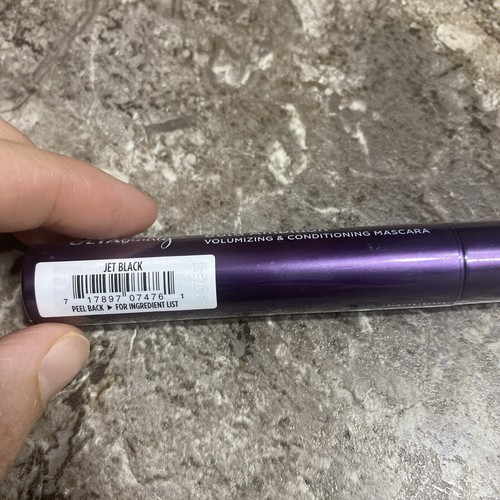 VOLUMIZING & CONDITIONING MASCARA
JET BLACK
7 17897 07476 1
PEEL BACK ► FOR INGREDIENT LIST